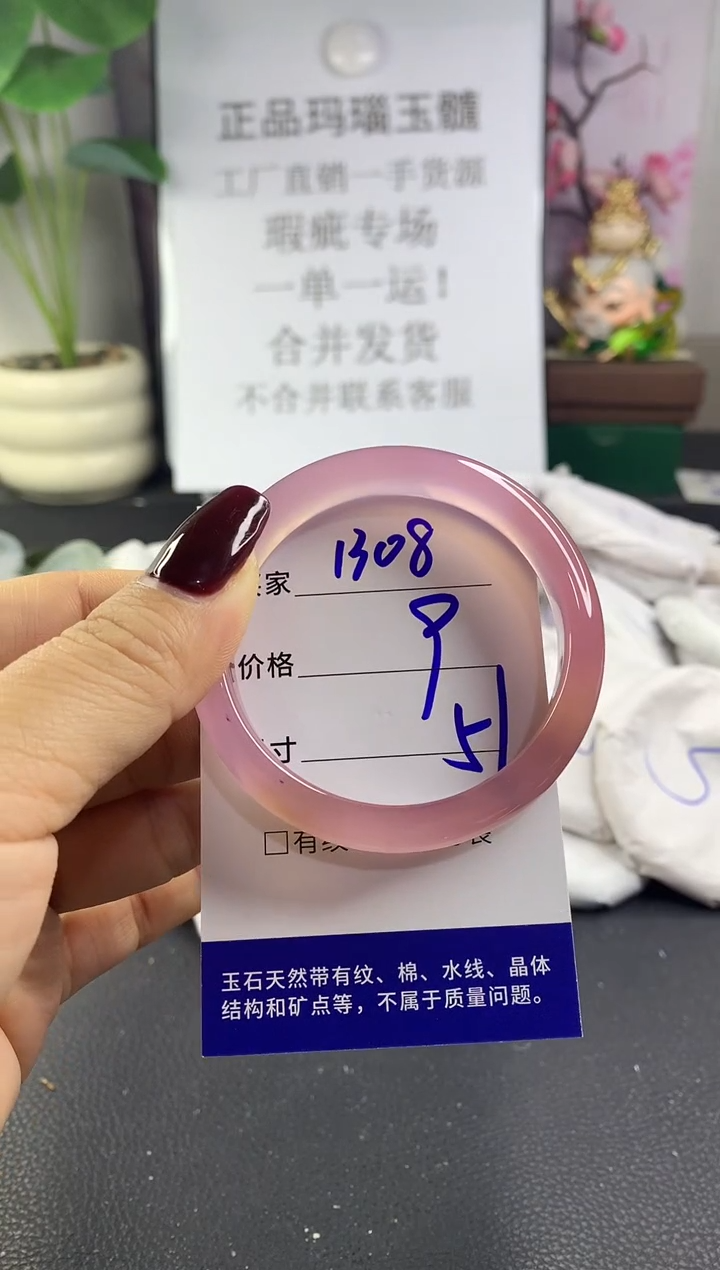 正品玛瑙玉髓
工厂直销一手货源
瑕疵专场
一单一运！
合并发货
不合并联系客服
家 1308
价格 9
寸 51
□有纹
玉石天然带有纹、棉、水线、晶体
结构和矿点等，不属于质量问题。